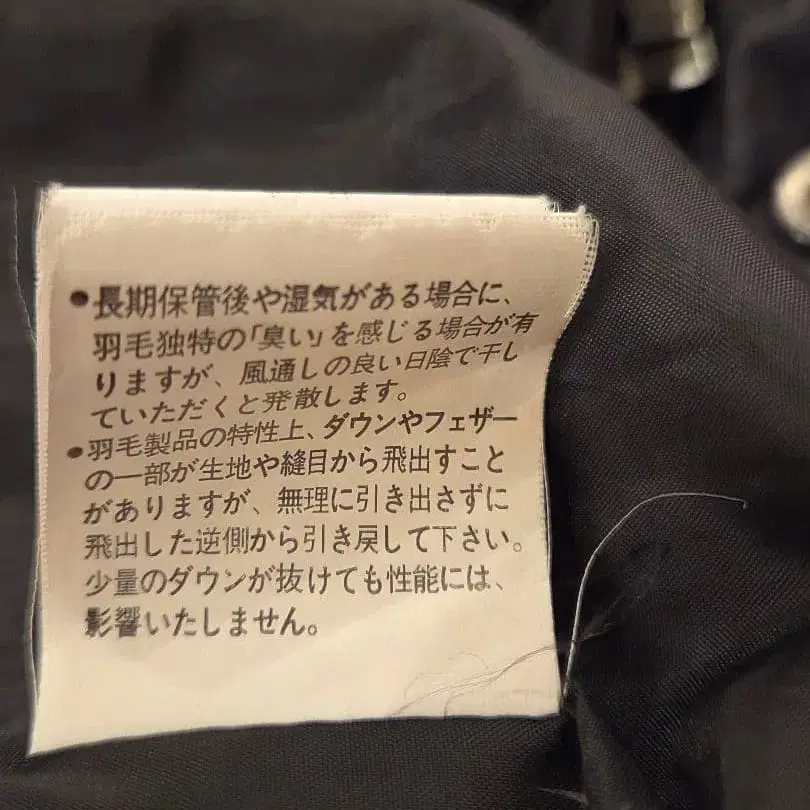 ●長期保管後や湿気がある場合に、
羽毛独特の「臭い」を感じる場合が有
りますが、風通しの良い日陰で干し
ていただくと発散します。
●羽毛製品の特性上、ダウンやフェザー
の一部が生地や縫目から飛出すこと
がありますが、無理に引き出さずに
飛出した逆側から引き戻して下さい。
少量のダウンが抜けても性能には、
影響いたしません。